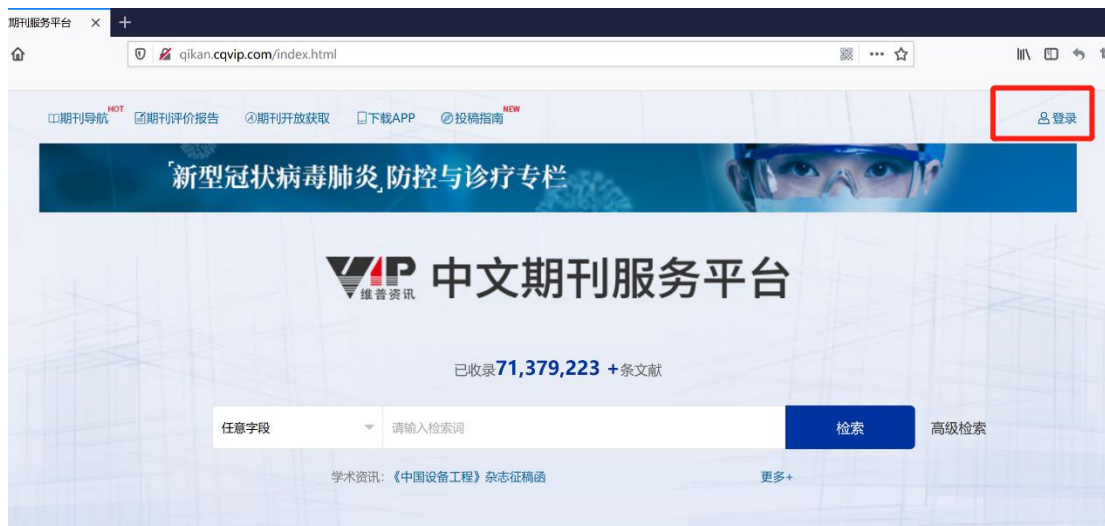 期刊服务平台
qikan.cqvip.com/index.html
期刊导航 HOT 期刊评价报告 期刊开放获取 下载APP 投稿指南 NEW 登录
「新型冠状病毒肺炎」防控与诊疗专栏
VIP 维普资讯 中文期刊服务平台
已收录71,379,223 +条文献
任意字段 请输入检索词 检索 高级检索
学术资讯:《中国设备工程》杂志征稿函 更多+